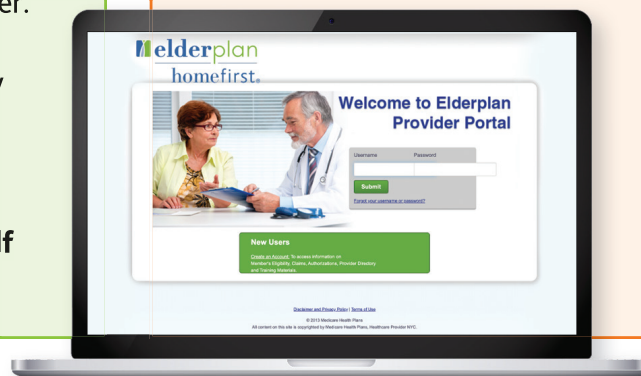 er.
y
lf
elderplan
homefirst®
Welcome to Elderplan
Provider Portal
Username Password
Submit
Forgot your username or password?
New Users
Create an Account: To access information on
Member's Eligibility, Claims, Authorizations, Provider Directory
and Training Materials.
Disclaimer and Privacy Policy | Terms of Use
© 2013 Medicare Health Plans
All content on this site is copyrighted by Medicare Health Plans, Healthcare Provider NYC.